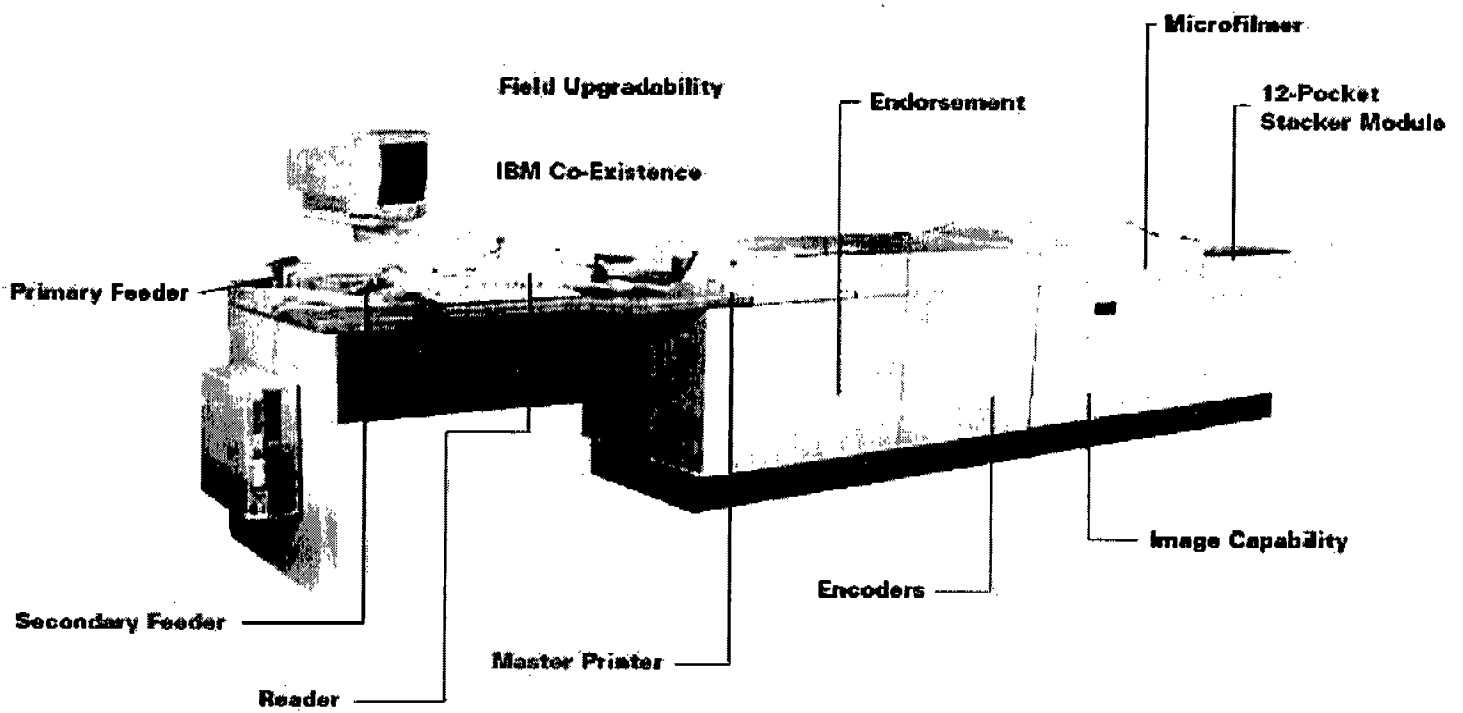 Microfilmer
Field Upgradability
Endorsement
12-Pocket
Stacker Module
IBM Co-Existence
Primary Feeder
Image Capability
Encoders
Secondary Feeder
Master Printer
Reader